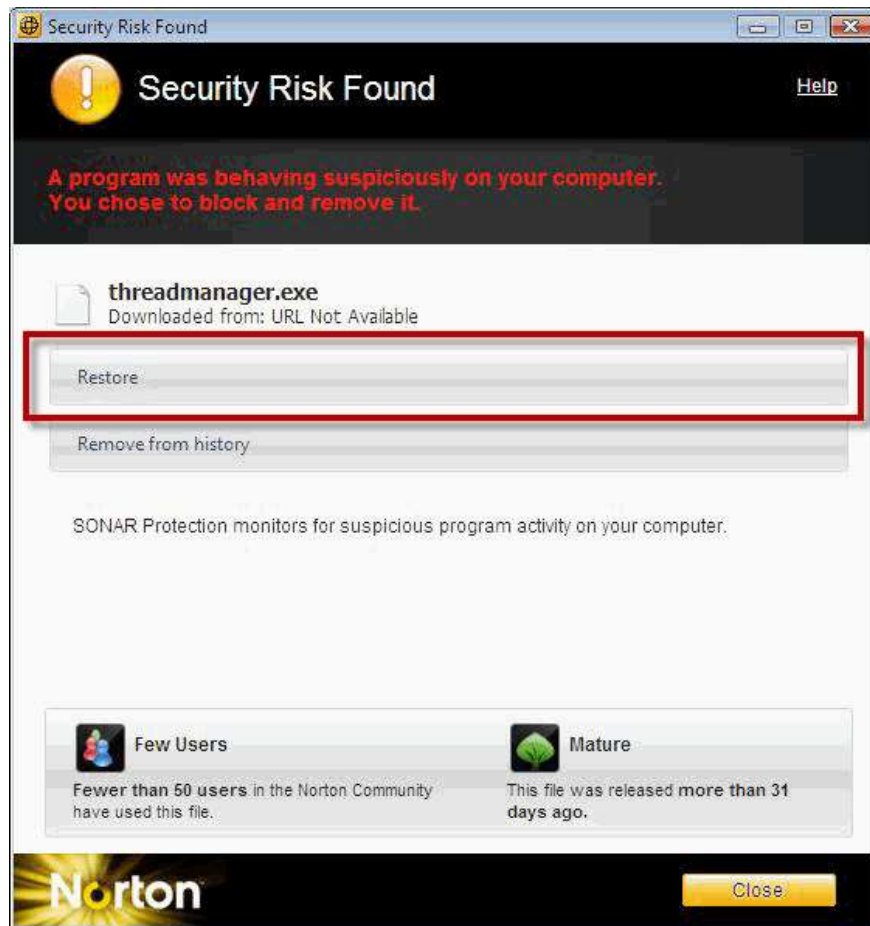 Security Risk Found
Security Risk Found
Help
A program was behaving suspiciously on your computer.
You chose to block and remove it.
threadmanager.exe
Downloaded from: URL Not Available
Restore
Remove from history
SONAR Protection monitors for suspicious program activity on your computer.
Few Users
Fewer than 50 users in the Norton Community
have used this file.
Mature
This file was released more than 31
days ago.
Norton
Close